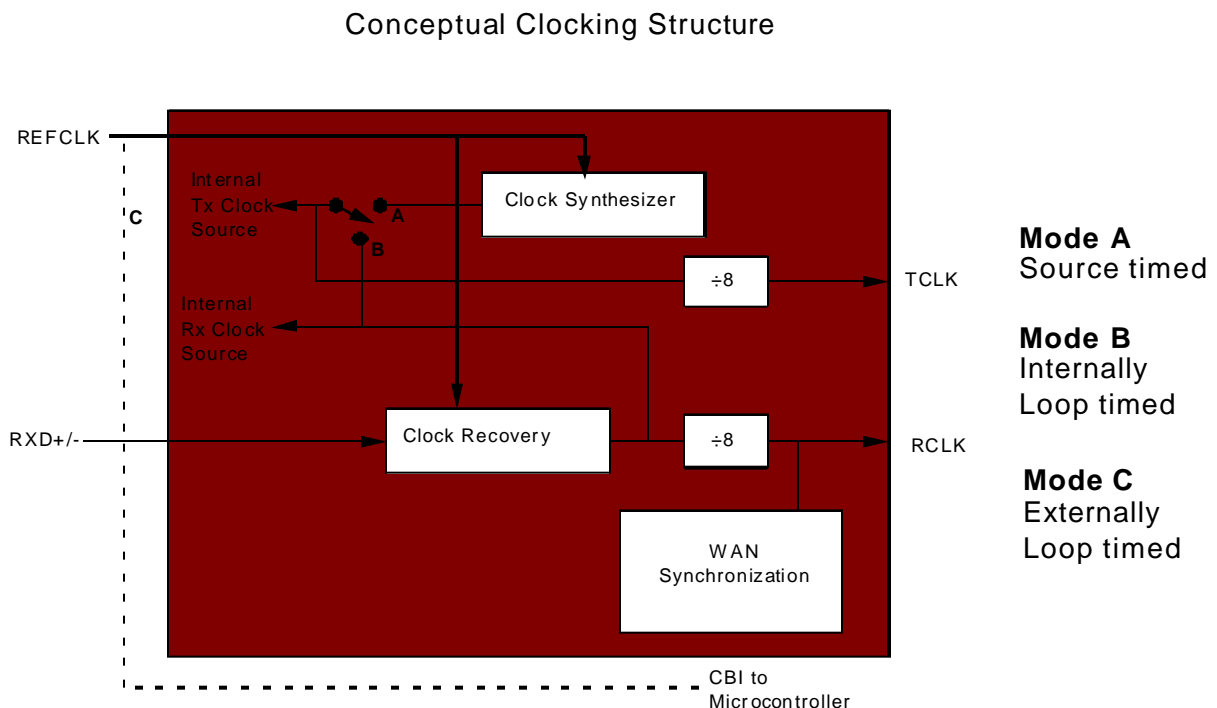 Conceptual Clocking Structure
REFCLK
Internal
Tx Clock
Source
C
A
B
Clock Synthesizer
÷8
TCLK
Internal
Rx Clock
Source
RXD+/-
Clock Recovery
÷8
RCLK
WAN
Synchronization
CBI to
Microcontroller
Mode A
Source timed
Mode B
Internally
Loop timed
Mode C
Externally
Loop timed